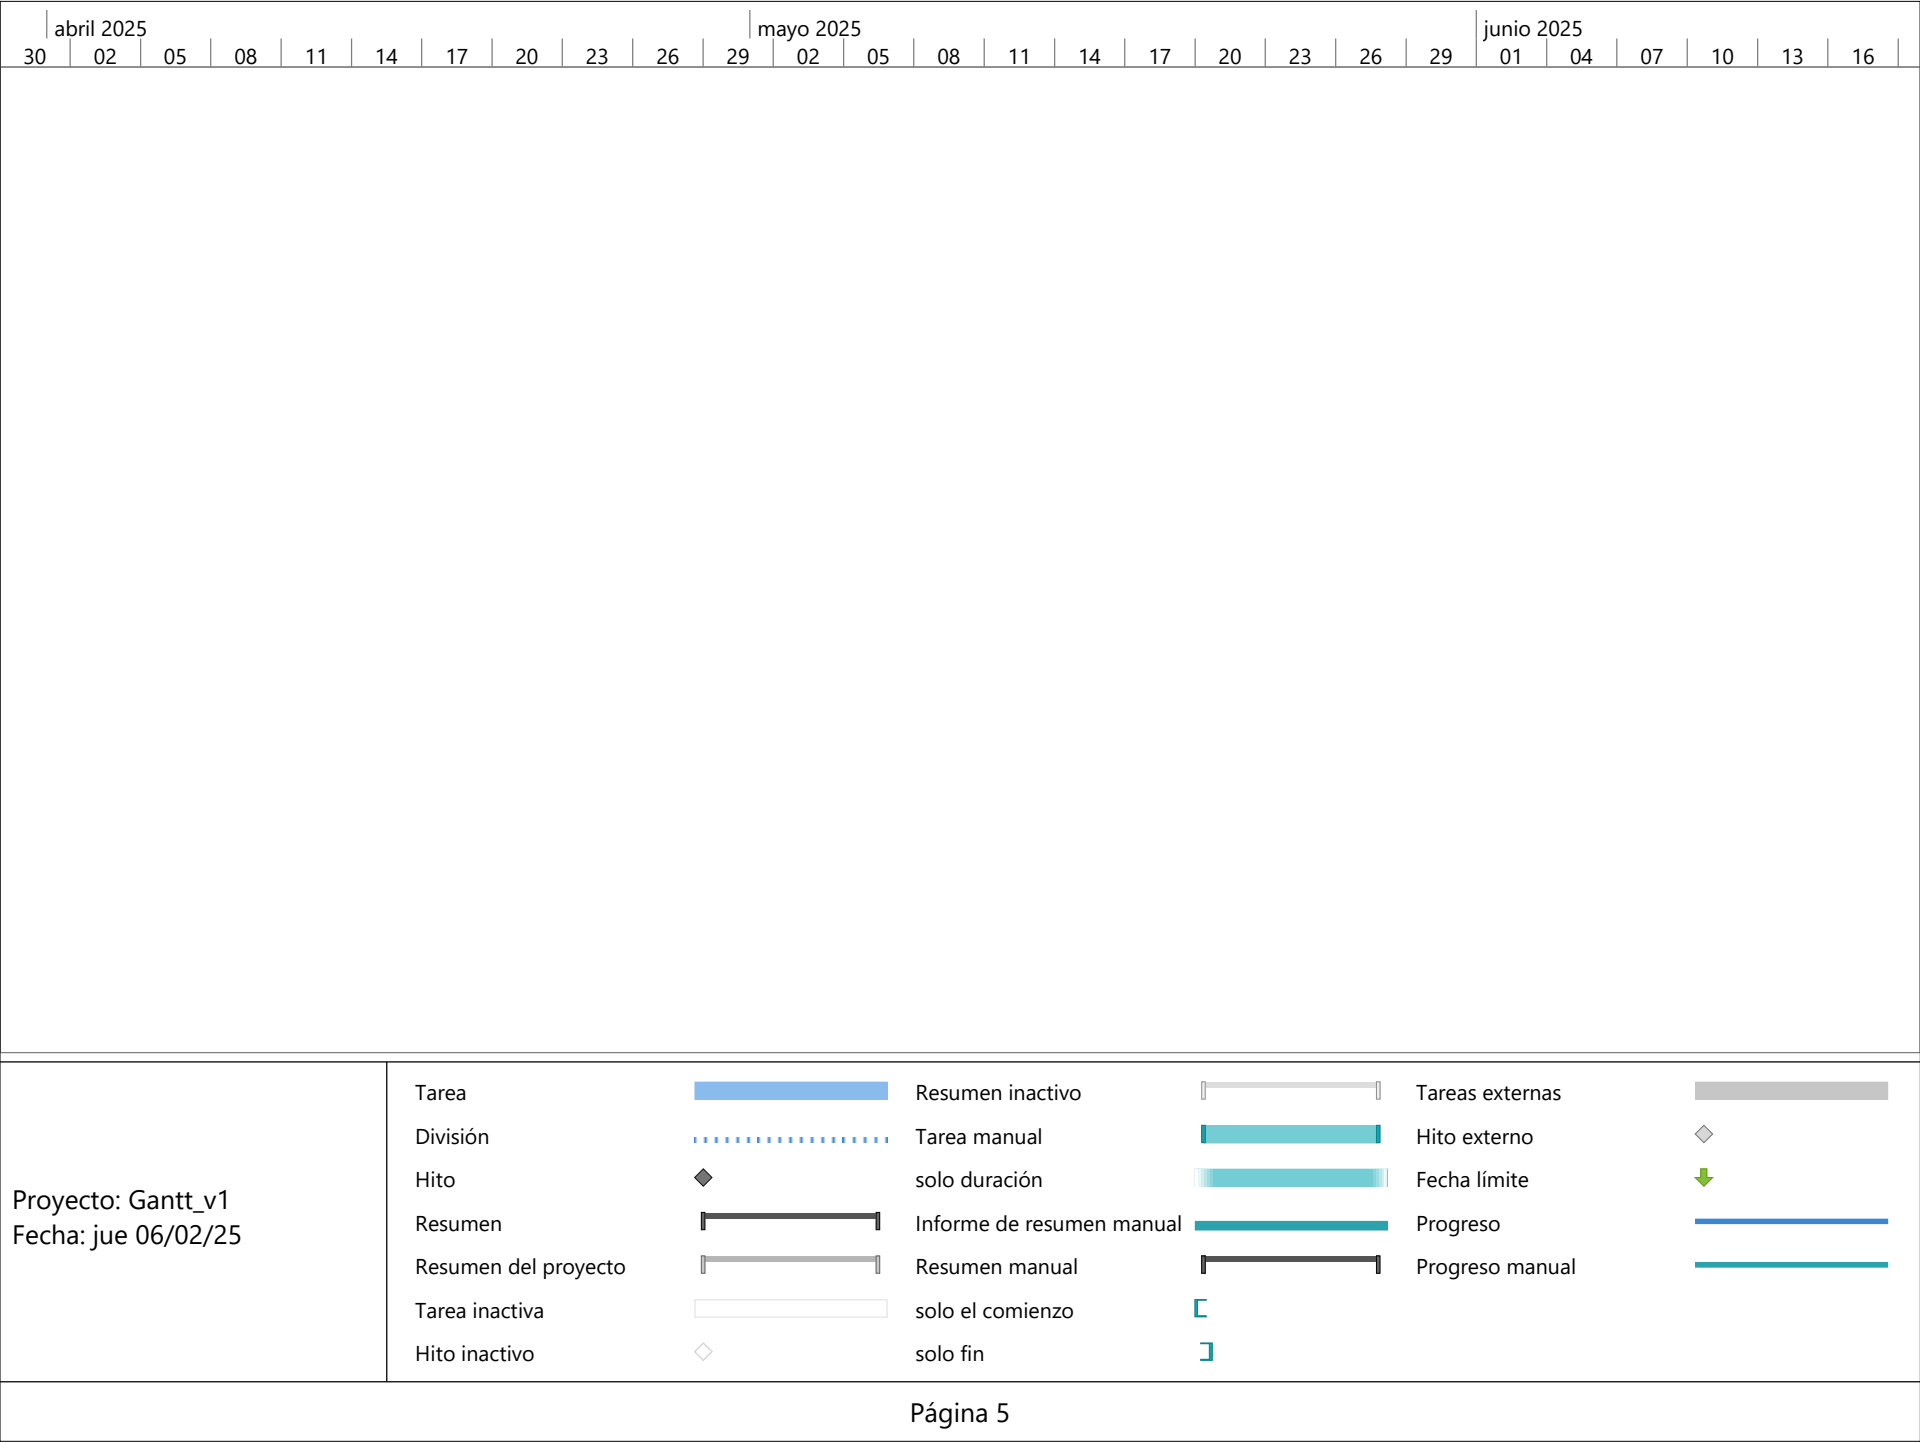 abril 2025 mayo 2025 junio 2025
30 02 05 08 11 14 17 20 23 26 29 02 05 08 11 14 17 20 23 26 29 01 04 07 10 13 16
Proyecto: Gantt_v1
Fecha: jue 06/02/25
Tarea
División
Hito
Resumen
Resumen del proyecto
Tarea inactiva
Hito inactivo
Resumen inactivo
Tarea manual
solo duración
Informe de resumen manual
Resumen manual
solo el comienzo
solo fin
Tareas externas
Hito externo
Fecha límite
Progreso
Progreso manual
Página 5